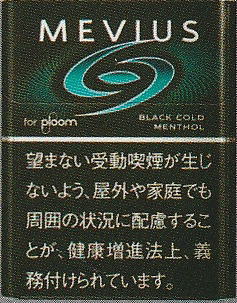 MEVIUS
for ploom
BLACK COLD
MENTHOL
望まない受動喫煙が生じ
ないよう、屋外や家庭でも
周囲の状況に配慮するこ
とが、健康増進法上、義
務付けられています。